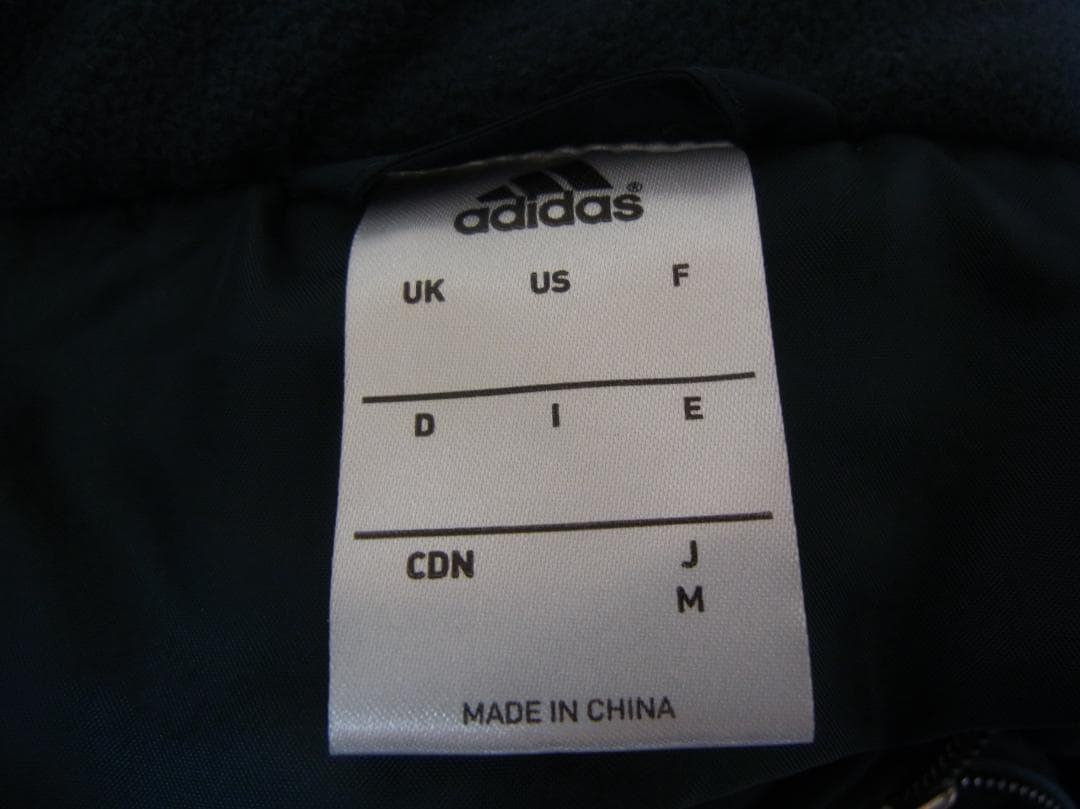 adidas®
UK US F
D I E
CDN J
M
MADE IN CHINA